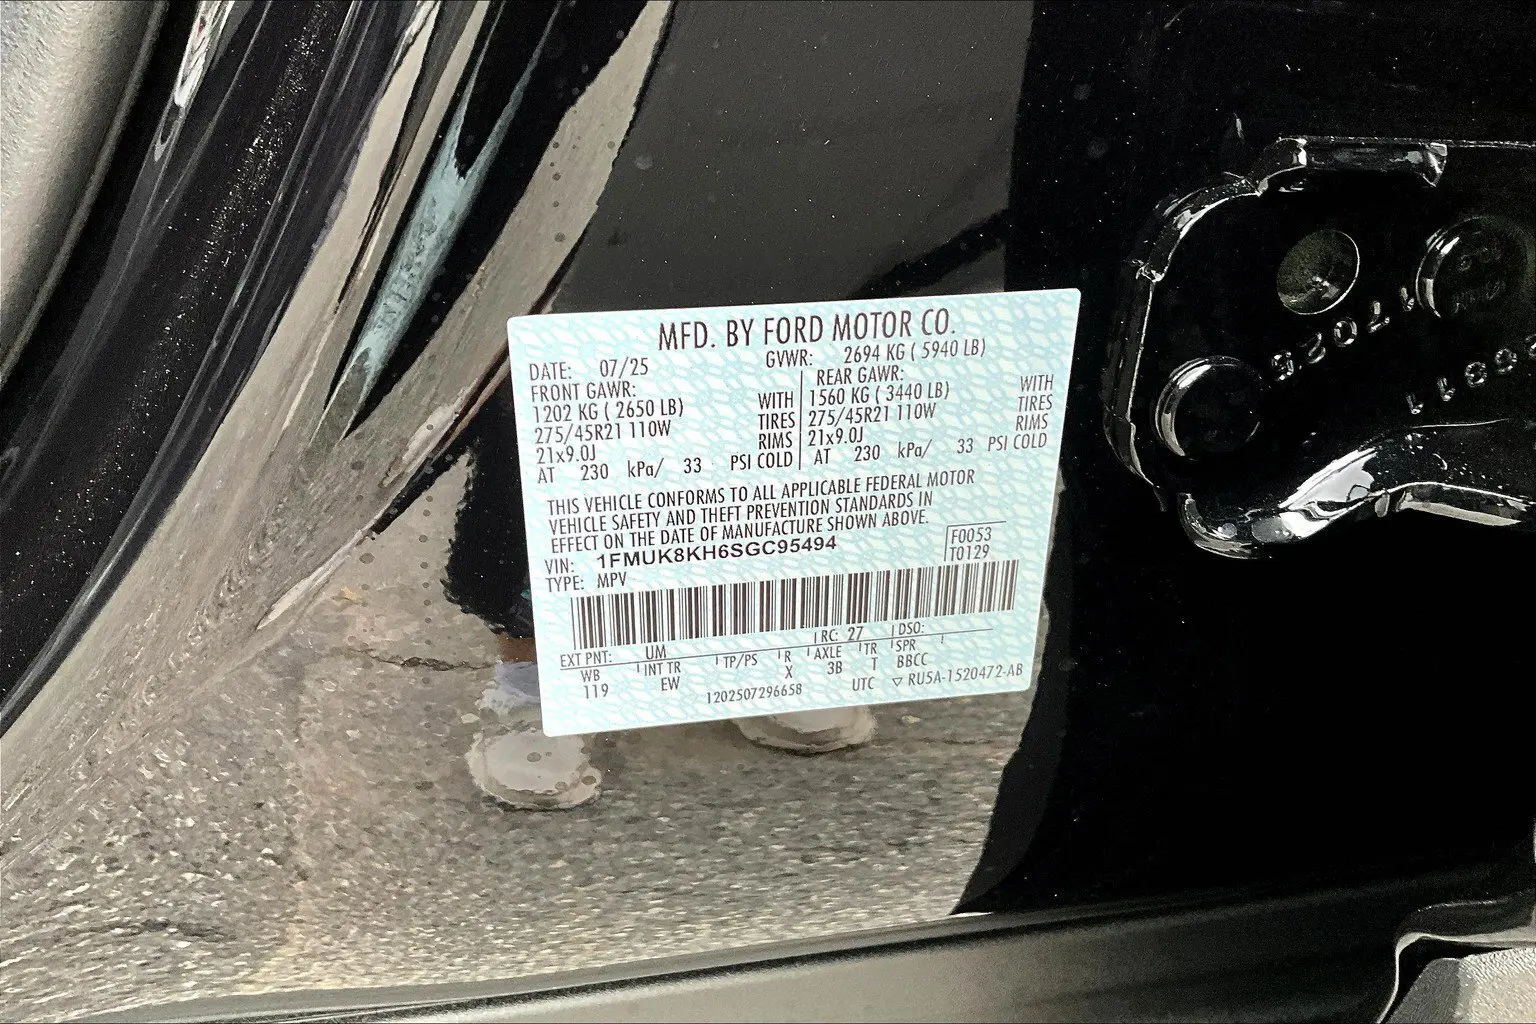 MFD. BY FORD MOTOR CO.
DATE: 07/25 GVWR: 2694 KG ( 5940 LB)
FRONT GAWR: REAR GAWR:
1202 KG ( 2650 LB) WITH 1560 KG ( 3440 LB) WITH
275/45R21 110W TIRES 275/45R21 110W TIRES
21x9.0J RIMS 21x9.0J RIMS
AT 230 kPa/ 33 PSI COLD AT 230 kPa/ 33 PSI COLD
THIS VEHICLE CONFORMS TO ALL APPLICABLE FEDERAL MOTOR
VEHICLE SAFETY AND THEFT PREVENTION STANDARDS IN
EFFECT ON THE DATE OF MANUFACTURE SHOWN ABOVE.
VIN: 1FMUK8KH6SGC95494 F0053
TYPE: MPV T0129
EXT PNT: UM RC: 27 DSO:
WB INT TR TP/PS R AXLE TR SPR
119 EW X 3B T BBCC
1202507296658 UTC ▽ RU5A-1520472-AB